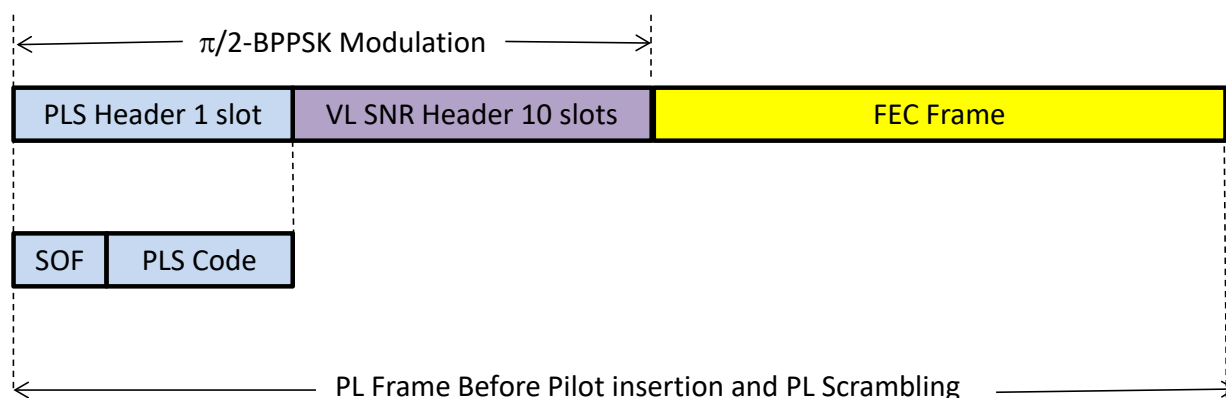 π/2-BPPSK Modulation
PLS Header 1 slot
VL SNR Header 10 slots
FEC Frame
SOF
PLS Code
PL Frame Before Pilot insertion and PL Scrambling